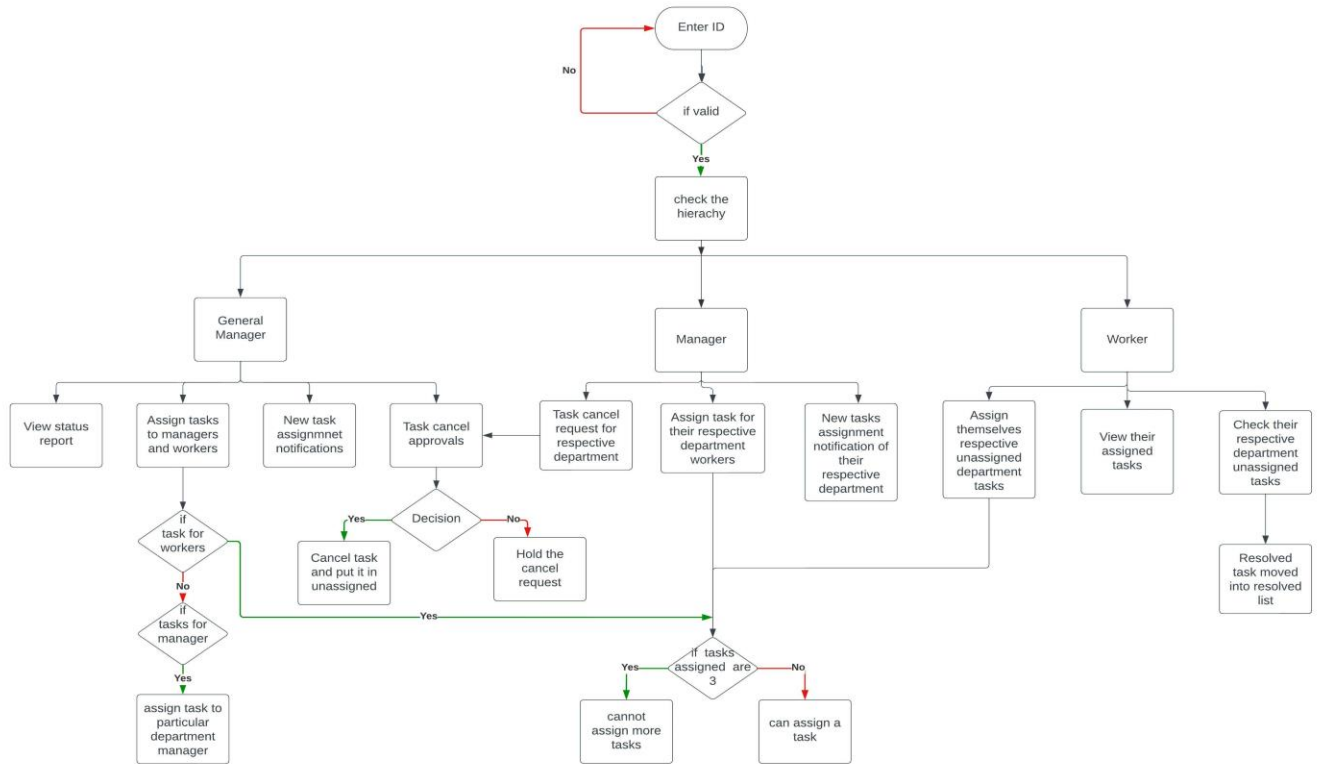 Enter ID
No
if valid
Yes
check the
hierachy
General
Manager
Manager
Worker
View status
report
Assign tasks
to managers
and workers
New task
assignmnet
notifications
Task cancel
approvals
Task cancel
request for
respective
department
Assign task for
their respective
department
workers
New tasks
assignment
notification of
their
respective
department
Assign
themselves
respective
unassigned
department
tasks
View their
assigned
tasks
Check their
respective
department
unassigned
tasks
if
task for
workers
Yes
Decision
No
Cancel task
and put it in
unassigned
Hold the
cancel
request
Resolved
task moved
into resolved
list
No
if
tasks for
manager
Yes
Yes
if tasks
assigned are
3
Yes
No
assign task to
particular
department
manager
cannot
assign more
tasks
can assign a
task